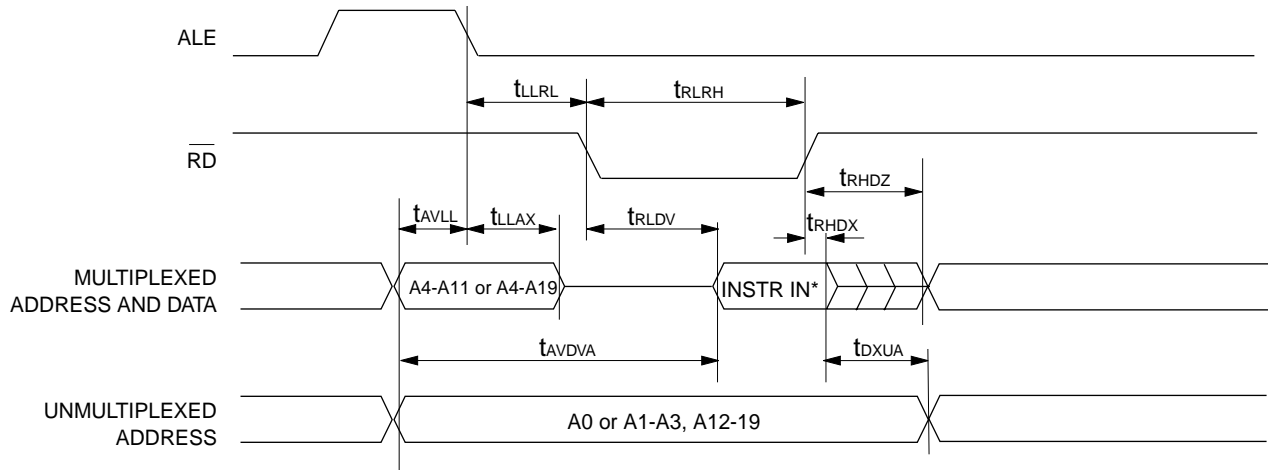 ALE
tLLRL
tRLRH
RD
tRHDZ
tAVLL
tLLAX
tRLDV
tRHDX
MULTIPLEXED
ADDRESS AND DATA
A4-A11 or A4-A19
INSTR IN*
tAVDVA
tDXUA
UNMULTIPLEXED
ADDRESS
A0 or A1-A3, A12-19